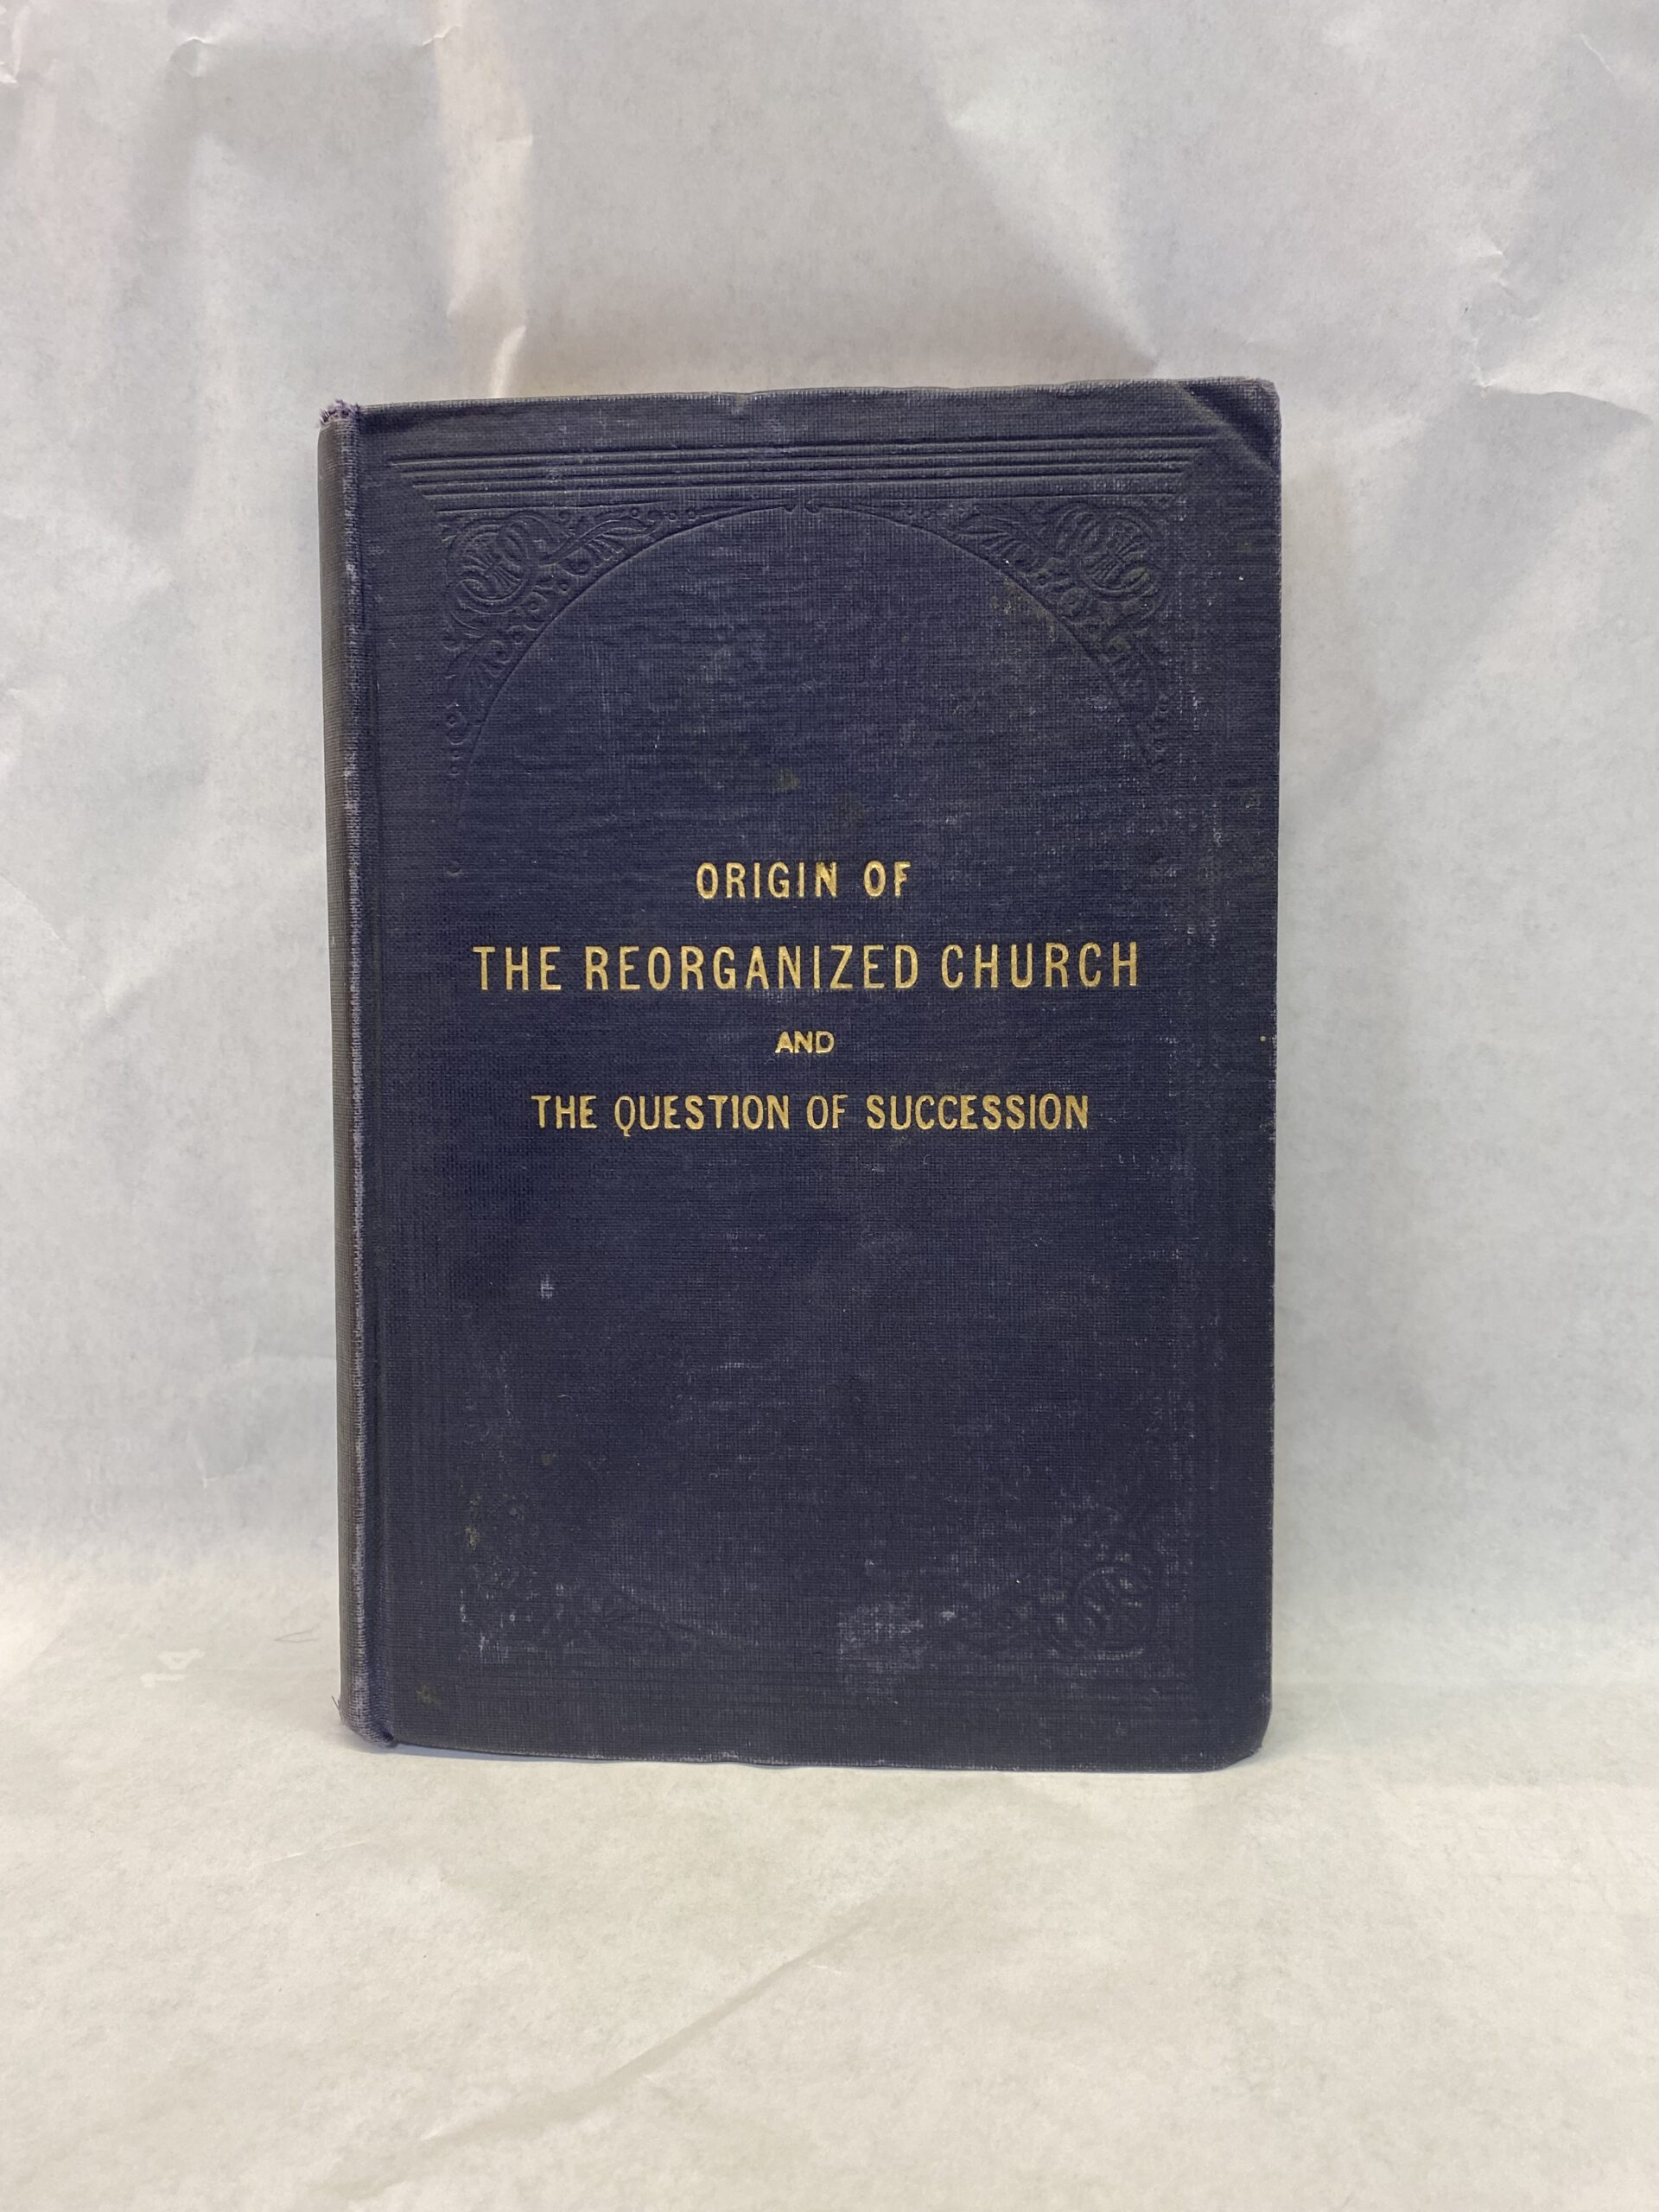 ORIGIN OF
THE REORGANIZED CHURCH
AND
THE QUESTION OF SUCCESSION